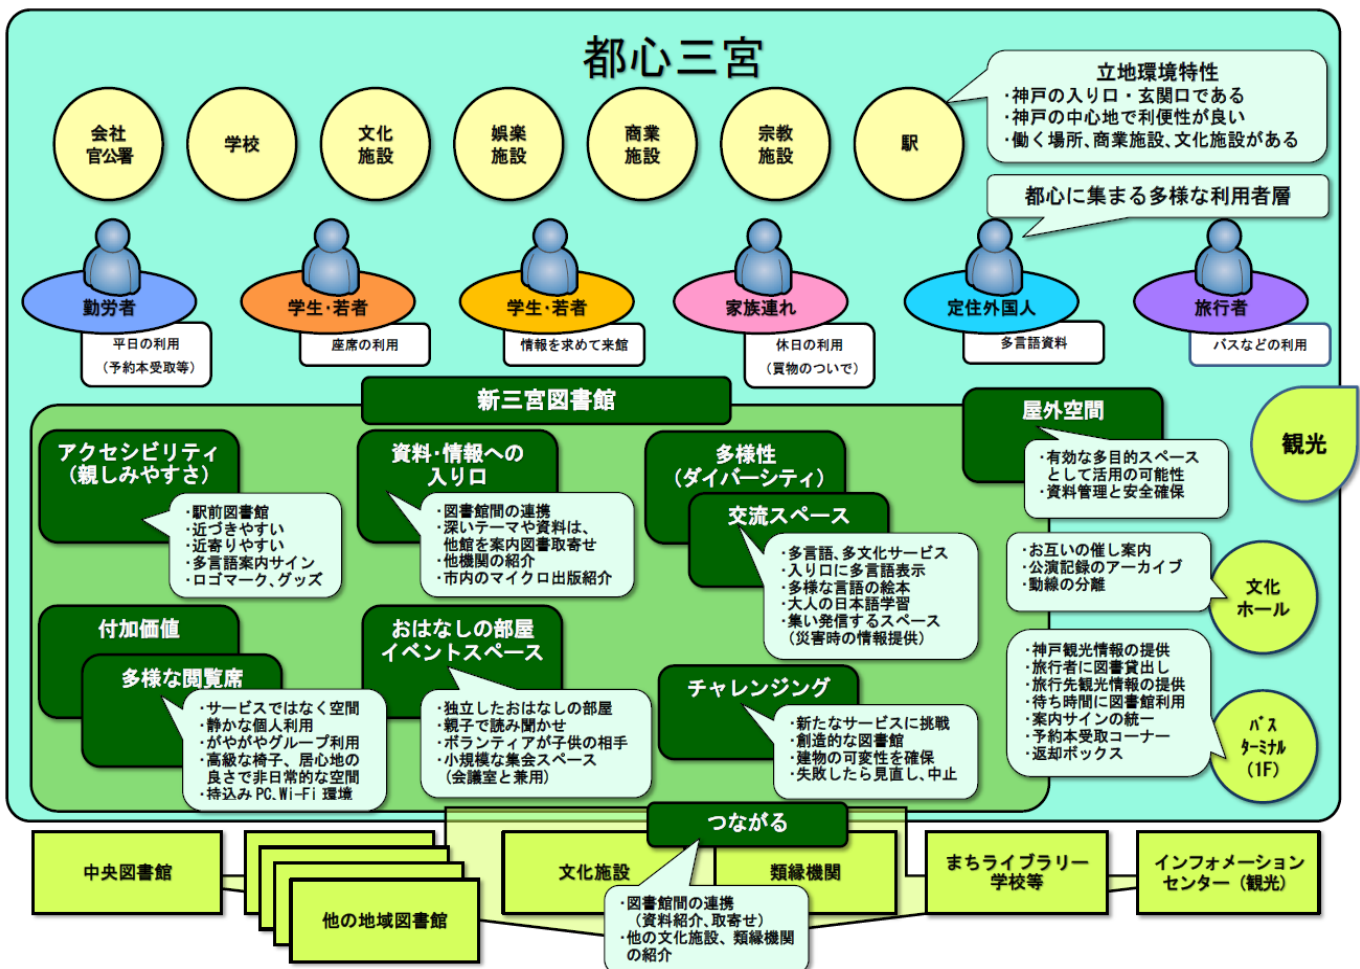 都心三宮
立地環境特性
・神戸の入り口・玄関口である
・神戸の中心地で利便性が良い
・働く場所、商業施設、文化施設がある
会社
官公署
学校
文化
施設
娯楽
施設
商業
施設
宗教
施設
駅
都心に集まる多様な利用者層
勤労者
平日の利用
(予約本受取等)
学生・若者
座席の利用
学生・若者
情報を求めて来館
家族連れ
休日の利用
(買物のついで)
定住外国人
多言語資料
旅行者
バスなどの利用
新三宮図書館
アクセシビリティ
(親しみやすさ)
・駅前図書館
・近づきやすい
・近寄りやすい
・多言語案内サイン
・ロゴマーク、グッズ
資料・情報への
入り口
・図書館間の連携
・深いテーマや資料は、
他館を案内図書取寄せ
・他機関の紹介
・市内のマイクロ出版紹介
多様性
(ダイバーシティ)
交流スペース
・多言語、多文化サービス
・入り口に多言語表示
・多様な言語の絵本
・大人の日本語学習
・集い発信するスペース
(災害時の情報提供)
屋外空間
・有効な多目的スペース
として活用の可能性
・資料管理と安全確保
観光
・お互いの催し案内
・公演記録のアーカイブ
・動線の分離
文化
ホール
付加価値
多様な閲覧席
・サービスではなく空間
・静かな個人利用
・がやがやグループ利用
・高級な椅子、居心地の
良さで非日常的な空間
・持込みPC、Wi-Fi 環境
おはなしの部屋
イベントスペース
・独立したおはなしの部屋
・親子で読み聞かせ
・ボランティアが子供の相手
・小規模な集会スペース
(会議室と兼用)
チャレンジング
・新たなサービスに挑戦
・創造的な図書館
・建物の可変性を確保
・失敗したら見直し、中止
・神戸観光情報の提供
・旅行者に図書貸出し
・旅行先観光情報の提供
・待ち時間に図書館利用
・案内サインの統一
・予約本受取コーナー
・返却ボックス
バス
ターミナル
(1F)
つながる
・図書館間の連携
(資料紹介、取寄せ)
・他の文化施設、類縁機関
の紹介
中央図書館
他の地域図書館
文化施設
類縁機関
まちライブラリー
学校等
インフォメーション
センター (観光)